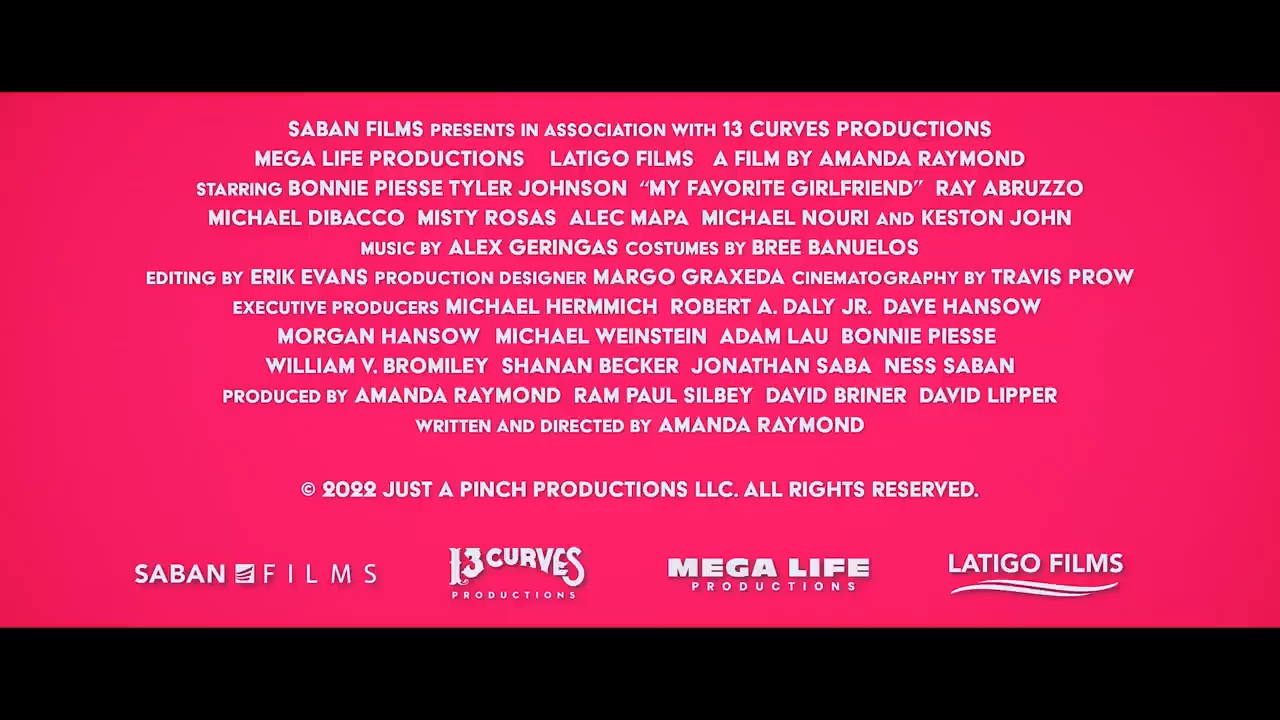 SABAN FILMS PRESENTS IN ASSOCIATION WITH 13 CURVES PRODUCTIONS
MEGA LIFE PRODUCTIONS LATIGO FILMS A FILM BY AMANDA RAYMOND
STARRING BONNIE PIESSE TYLER JOHNSON “MY FAVORITE GIRLFRIEND” RAY ABRUZZO
MICHAEL DIBACCO MISTY ROSAS ALEC MAPA MICHAEL NOURI AND KESTON JOHN
MUSIC BY ALEX GERINGAS COSTUMES BY BREE BANUELOS
EDITING BY ERIK EVANS PRODUCTION DESIGNER MARGO GRAXEDA CINEMATOGRAPHY BY TRAVIS PROW
EXECUTIVE PRODUCERS MICHAEL HERMMICH ROBERT A. DALY JR. DAVE HANSOW
MORGAN HANSOW MICHAEL WEINSTEIN ADAM LAU BONNIE PIESSE
WILLIAM V. BROMILEY SHANAN BECKER JONATHAN SABA NESS SABAN
PRODUCED BY AMANDA RAYMOND RAM PAUL SILBEY DAVID BRINER DAVID LIPPER
WRITTEN AND DIRECTED BY AMANDA RAYMOND
© 2022 JUST A PINCH PRODUCTIONS LLC. ALL RIGHTS RESERVED.
SABAN FILMS
13 CURVES
PRODUCTIONS
MEGA LIFE
PRODUCTIONS
LATIGO FILMS